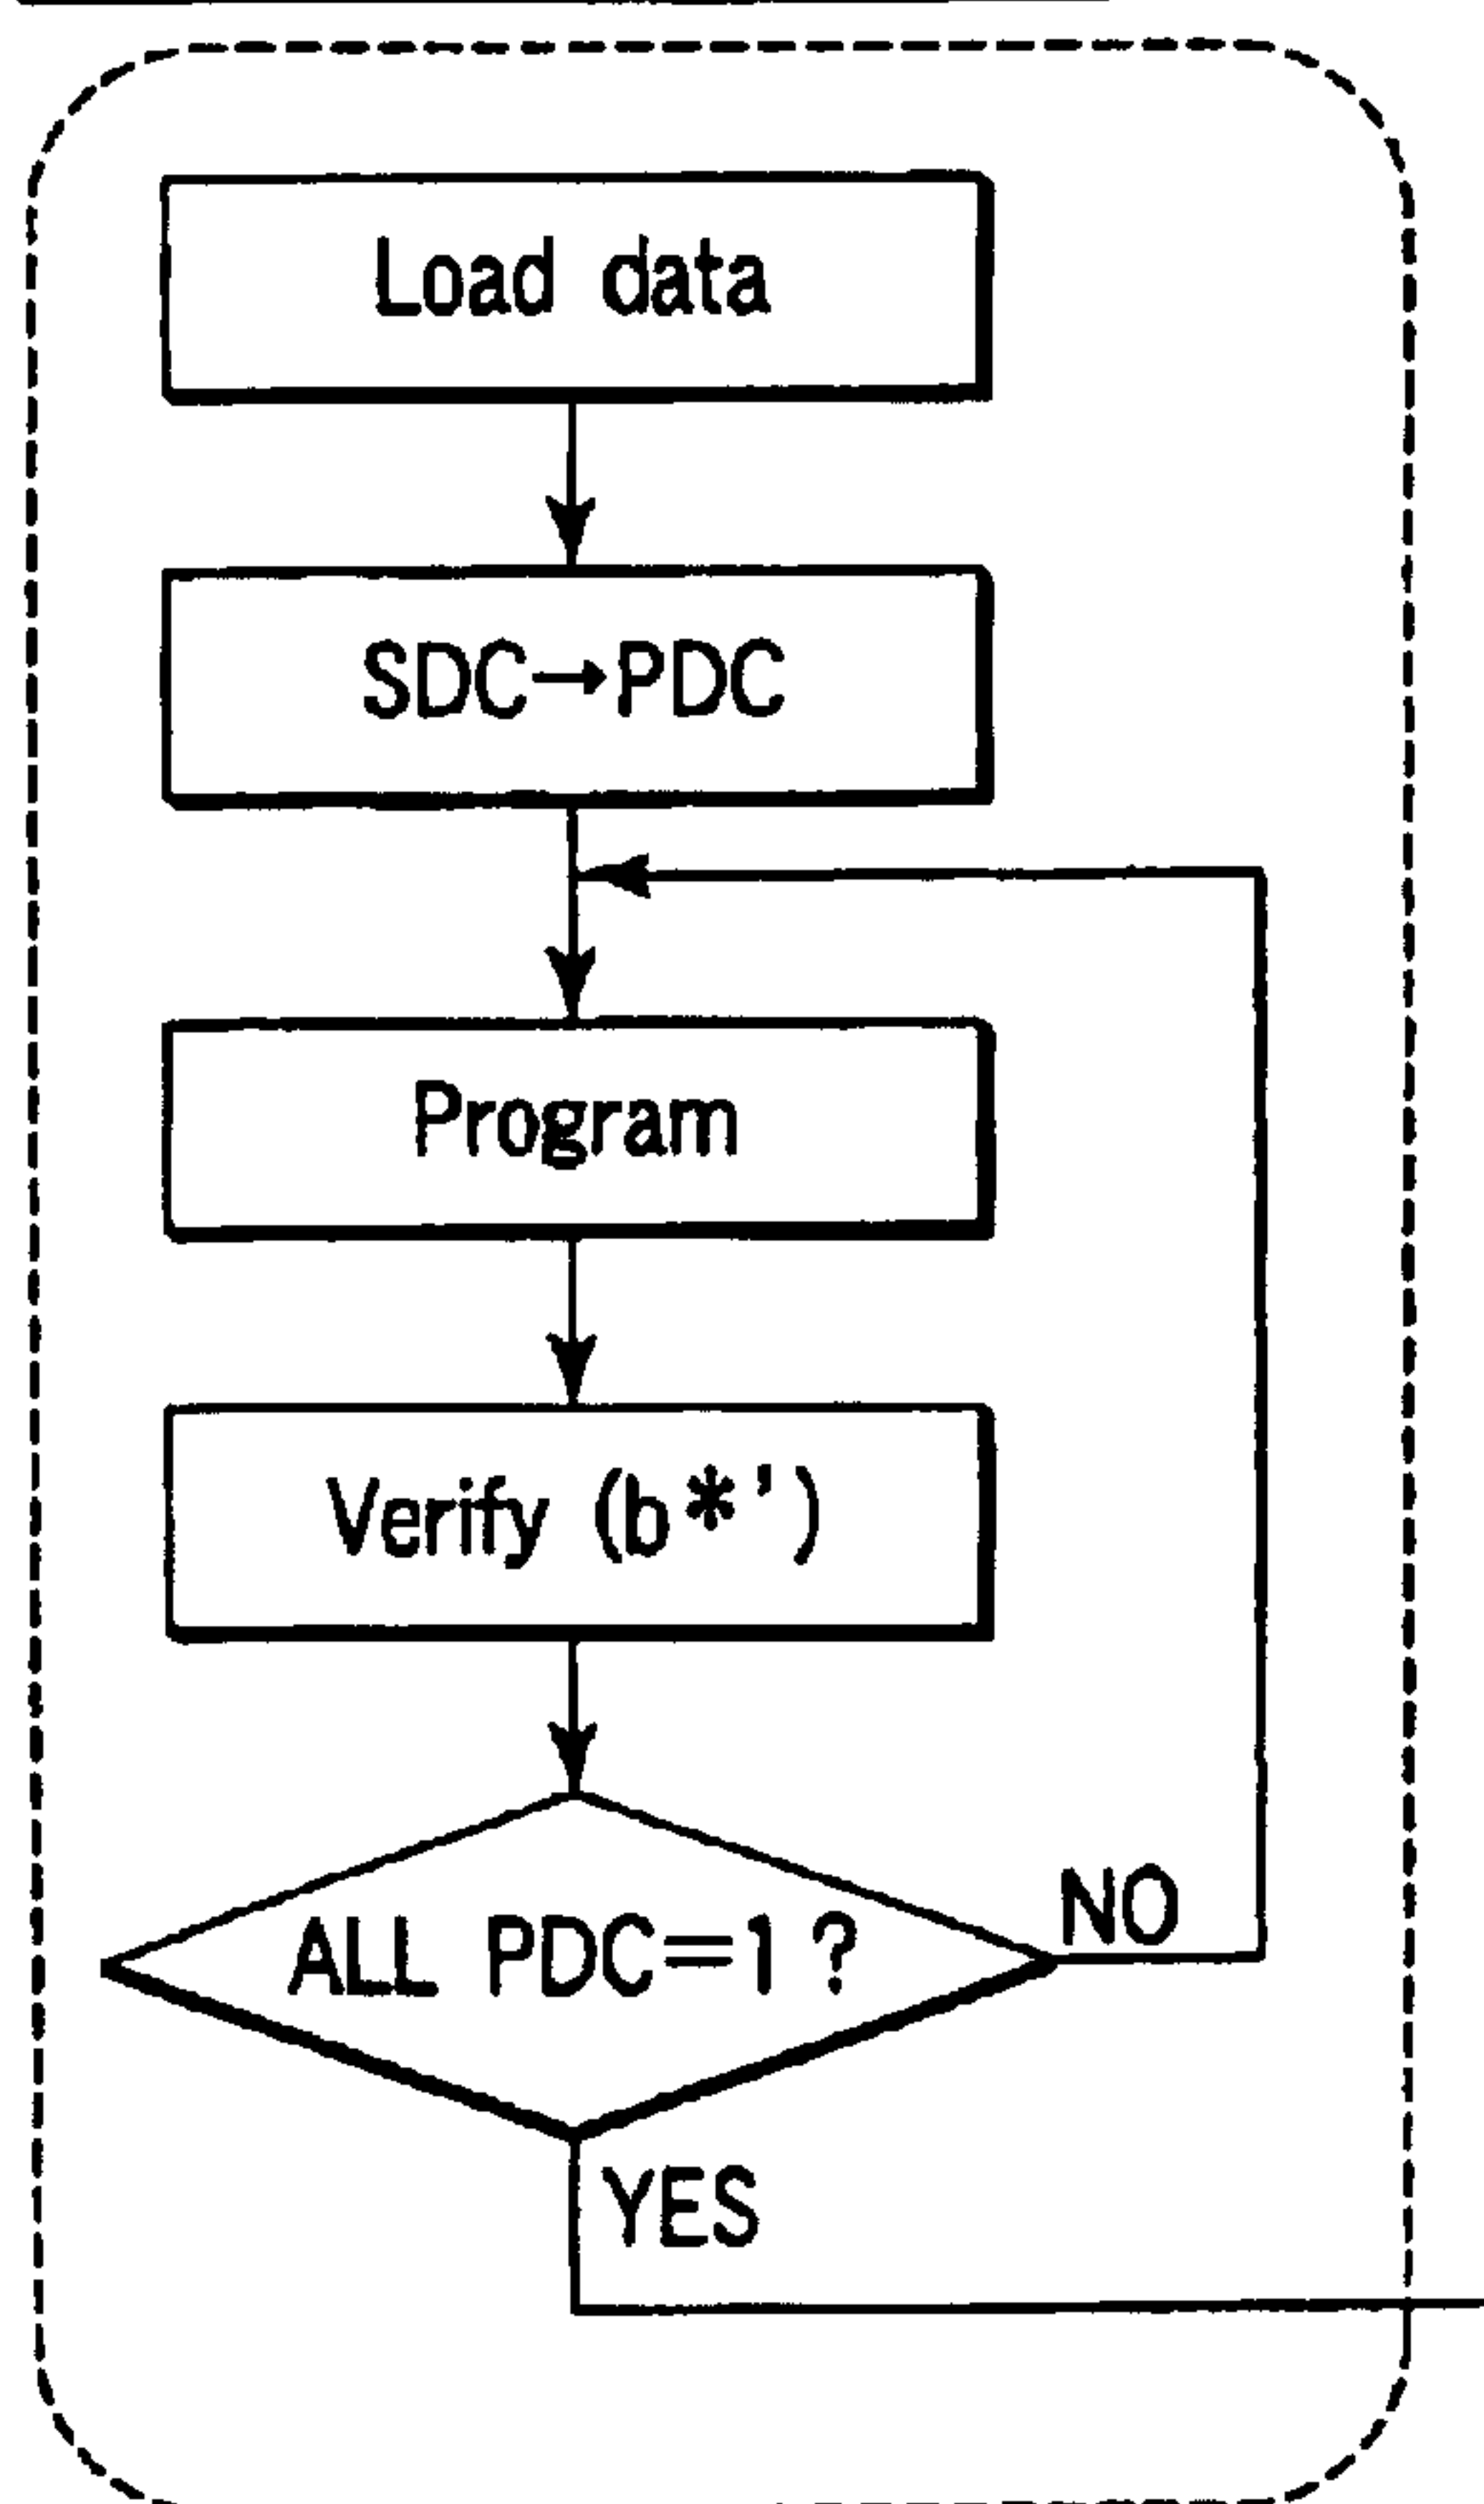 Load data
SDC→PDC
Program
Verify (b*')
ALL PDC=1 ?
NO
YES